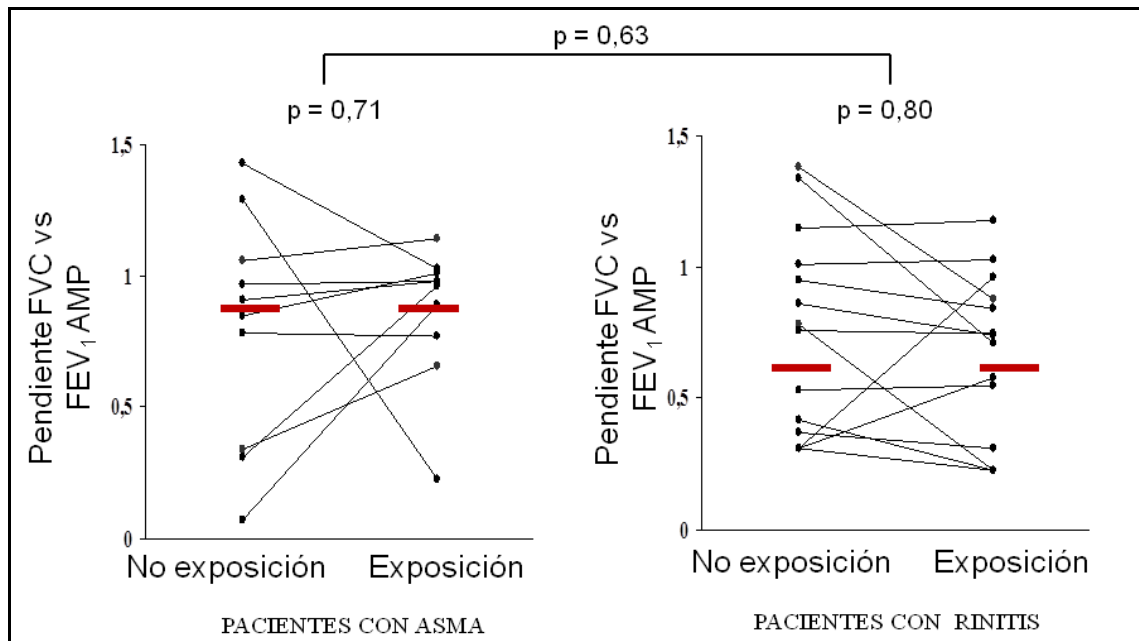 p = 0,63
p = 0,71
p = 0,80
Pendiente FVC vs
FEV1 AMP
1,5
1
0,5
0
No exposición
Exposición
PACIENTES CON ASMA
Pendiente FVC vs
FEV1 AMP
1,5
1
0,5
0
No exposición
Exposición
PACIENTES CON RINITIS